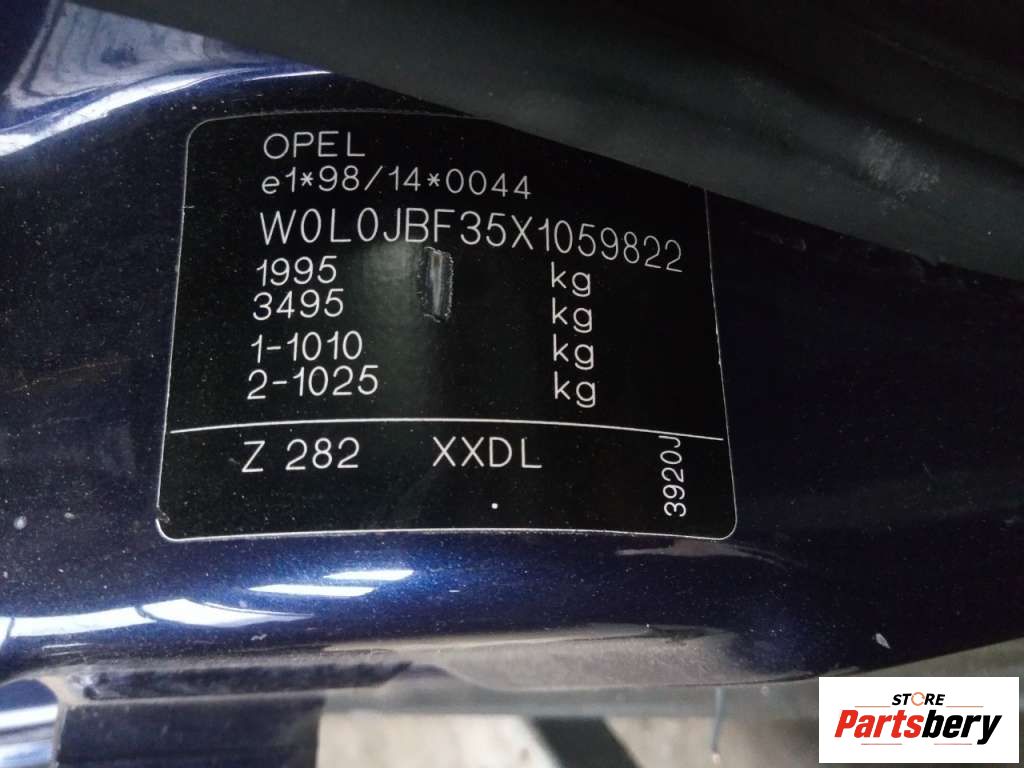 OPEL
e1*98/14*0044
W0L0JBF35X1059822
1995 kg
3495 kg
1-1010 kg
2-1025 kg
Z 282 XXDL
3920J
STORE
Partsbery